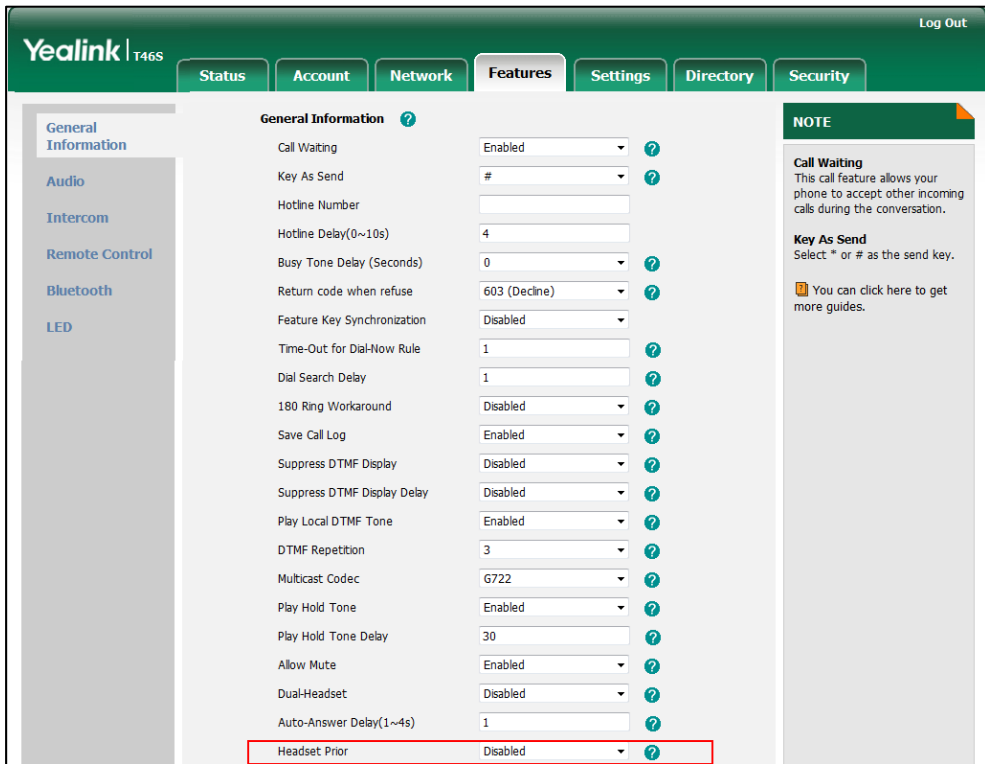 Log Out
Yealink | T46S
Status Account Network Features Settings Directory Security
General
Information
Audio
Intercom
Remote Control
Bluetooth
LED
General Information ?
Call Waiting Enabled ?
Key As Send # ?
Hotline Number
Hotline Delay(0~10s) 4
Busy Tone Delay (Seconds) 0 ?
Return code when refuse 603 (Decline) ?
Feature Key Synchronization Disabled
Time-Out for Dial-Now Rule 1 ?
Dial Search Delay 1 ?
180 Ring Workaround Disabled ?
Save Call Log Enabled ?
Suppress DTMF Display Disabled ?
Suppress DTMF Display Delay Disabled ?
Play Local DTMF Tone Enabled ?
DTMF Repetition 3 ?
Multicast Codec G722 ?
Play Hold Tone Enabled ?
Play Hold Tone Delay 30 ?
Allow Mute Enabled ?
Dual-Headset Disabled ?
Auto-Answer Delay(1~4s) 1 ?
Headset Prior Disabled ?
NOTE
Call Waiting
This call feature allows your
phone to accept other incoming
calls during the conversation.
Key As Send
Select * or # as the send key.
? You can click here to get
more guides.